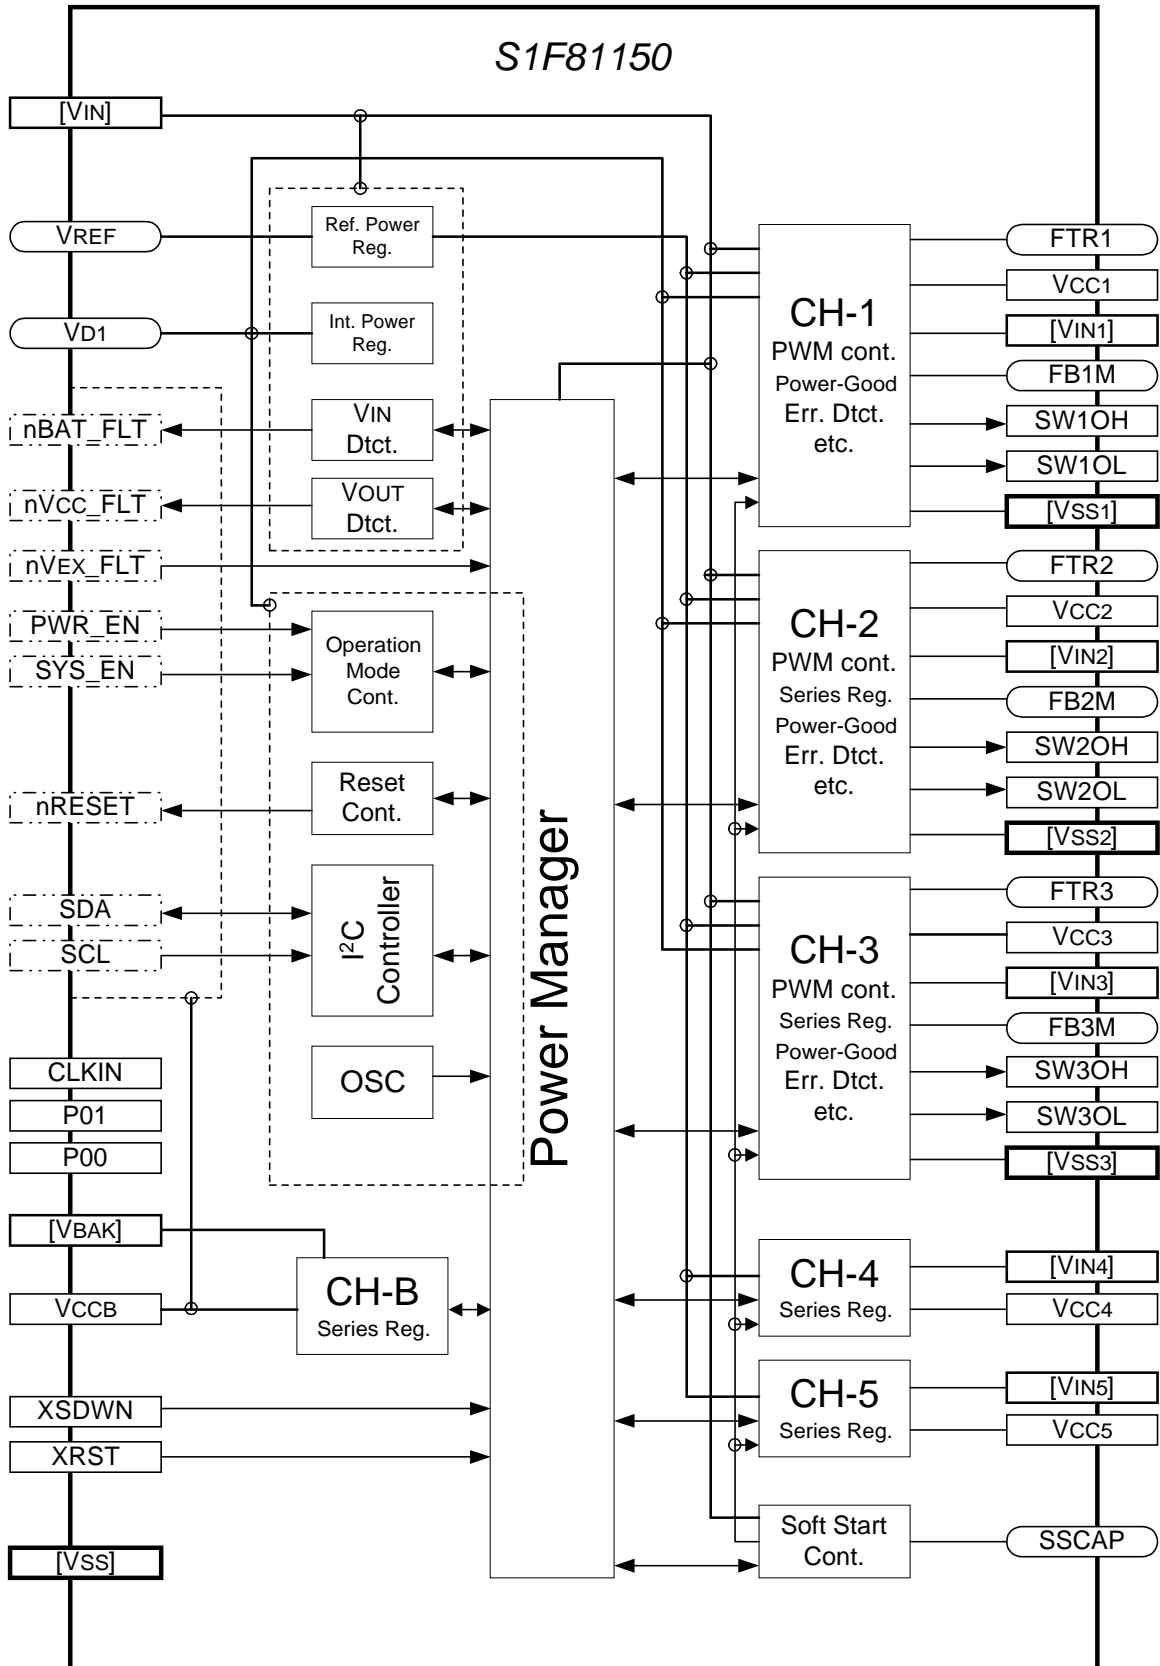 S1F81150
[VIN]
VREF
VD1
nBAT_FLT
nVCC_FLT
nVEX_FLT
PWR_EN
SYS_EN
nRESET
SDA
SCL
CLKIN
P01
P00
[VBAK]
VCCB
XSDWN
XRST
[VSS]
Ref. Power
Reg.
Int. Power
Reg.
VIN
Dtct.
VOUT
Dtct.
Operation
Mode
Cont.
Reset
Cont.
I²C
Controller
OSC
CH-B
Series Reg.
Power Manager
CH-1
PWM cont.
Power-Good
Err. Dtct.
etc.
CH-2
PWM cont.
Series Reg.
Power-Good
Err. Dtct.
etc.
CH-3
PWM cont.
Series Reg.
Power-Good
Err. Dtct.
etc.
CH-4
Series Reg.
CH-5
Series Reg.
Soft Start
Cont.
FTR1
VCC1
[VIN1]
FB1M
SW1OH
SW1OL
[VSS1]
FTR2
VCC2
[VIN2]
FB2M
SW2OH
SW2OL
[VSS2]
FTR3
VCC3
[VIN3]
FB3M
SW3OH
SW3OL
[VSS3]
[VIN4]
VCC4
[VIN5]
VCC5
SSCAP